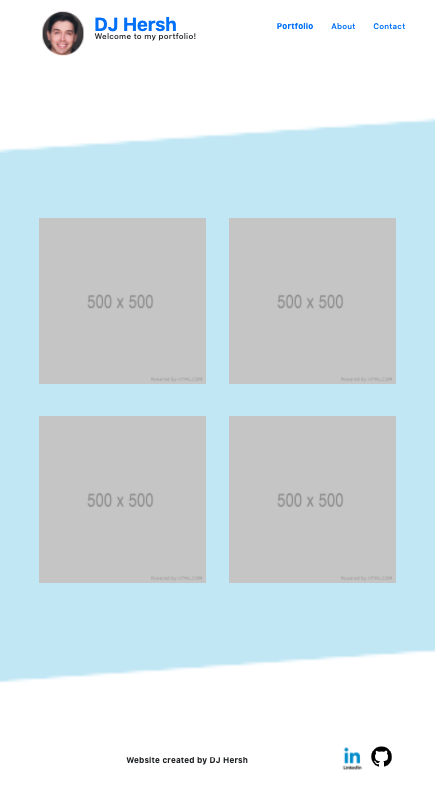 DJ Hersh
Welcome to my portfolio!
Portfolio
About
Contact
500 x 500
Powered by HTML.COM
500 x 500
Powered by HTML.COM
500 x 500
Powered by HTML.COM
500 x 500
Powered by HTML.COM
Website created by DJ Hersh
in
LinkedIn